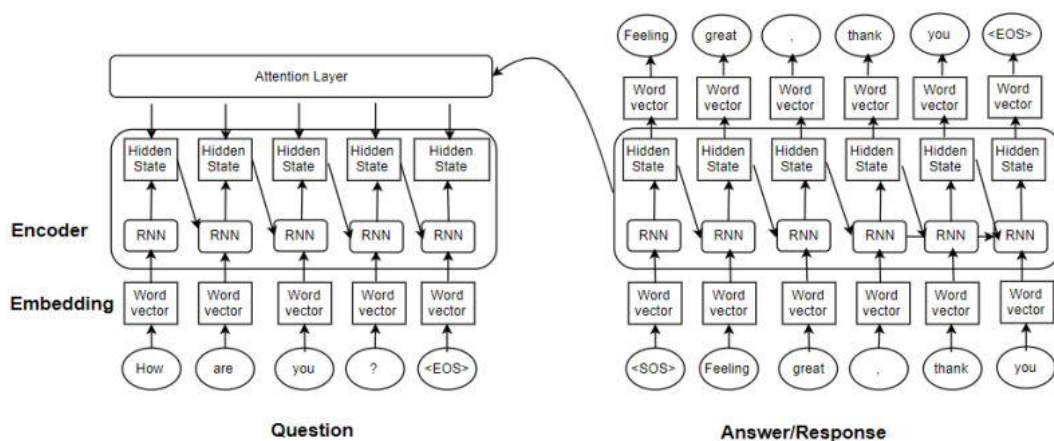 Feeling great , thank you <EOS>
Attention Layer
Word vector Word vector Word vector Word vector Word vector Word vector
Hidden State Hidden State Hidden State Hidden State Hidden State
Hidden State Hidden State Hidden State Hidden State Hidden State Hidden State
Encoder
RNN RNN RNN RNN RNN
RNN RNN RNN RNN RNN RNN
Embedding
Word vector Word vector Word vector Word vector Word vector
Word vector Word vector Word vector Word vector Word vector Word vector
How are you ? <EOS>
<SOS> Feeling great , thank you
Question
Answer/Response